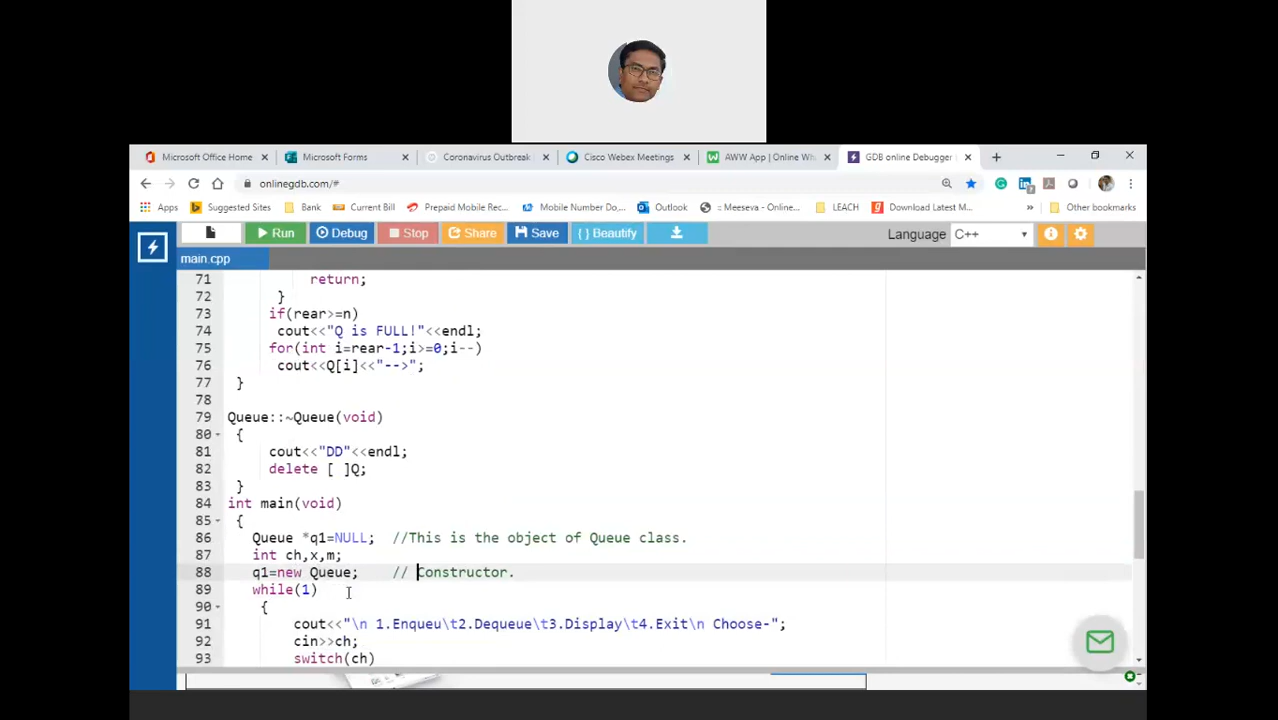 Microsoft Office Home
Microsoft Forms
Coronavirus Outbreak
Cisco Webex Meetings
AWW App | Online Wh
GDB online Debugger
onlinegdb.com/#
Apps
Suggested Sites
Bank
Current Bill
Prepaid Mobile Rec...
Mobile Number Do,...
Outlook
:: Meeseva - Online...
LEACH
Download Latest M...
»
Other bookmarks
Run
Debug
Stop
Share
Save
{ } Beautify
Language
C++
main.cpp
71 return;
72 }
73 if(rear>=n)
74 cout<<"Q is FULL!"<<endl;
75 for(int i=rear-1;i>=0;i--)
76 cout<<Q[i]<<"-->";
77 }
78
79 Queue::~Queue(void)
80 {
81 cout<<"DD"<<endl;
82 delete [ ]Q;
83 }
84 int main(void)
85 {
86 Queue *q1=NULL; //This is the object of Queue class.
87 int ch,x,m;
88 q1=new Queue; // Constructor.
89 while(1)
90 {
91 cout<<"\n 1.Enqueu\t2.Dequeue\t3.Display\t4.Exit\n Choose-";
92 cin>>ch;
93 switch(ch)